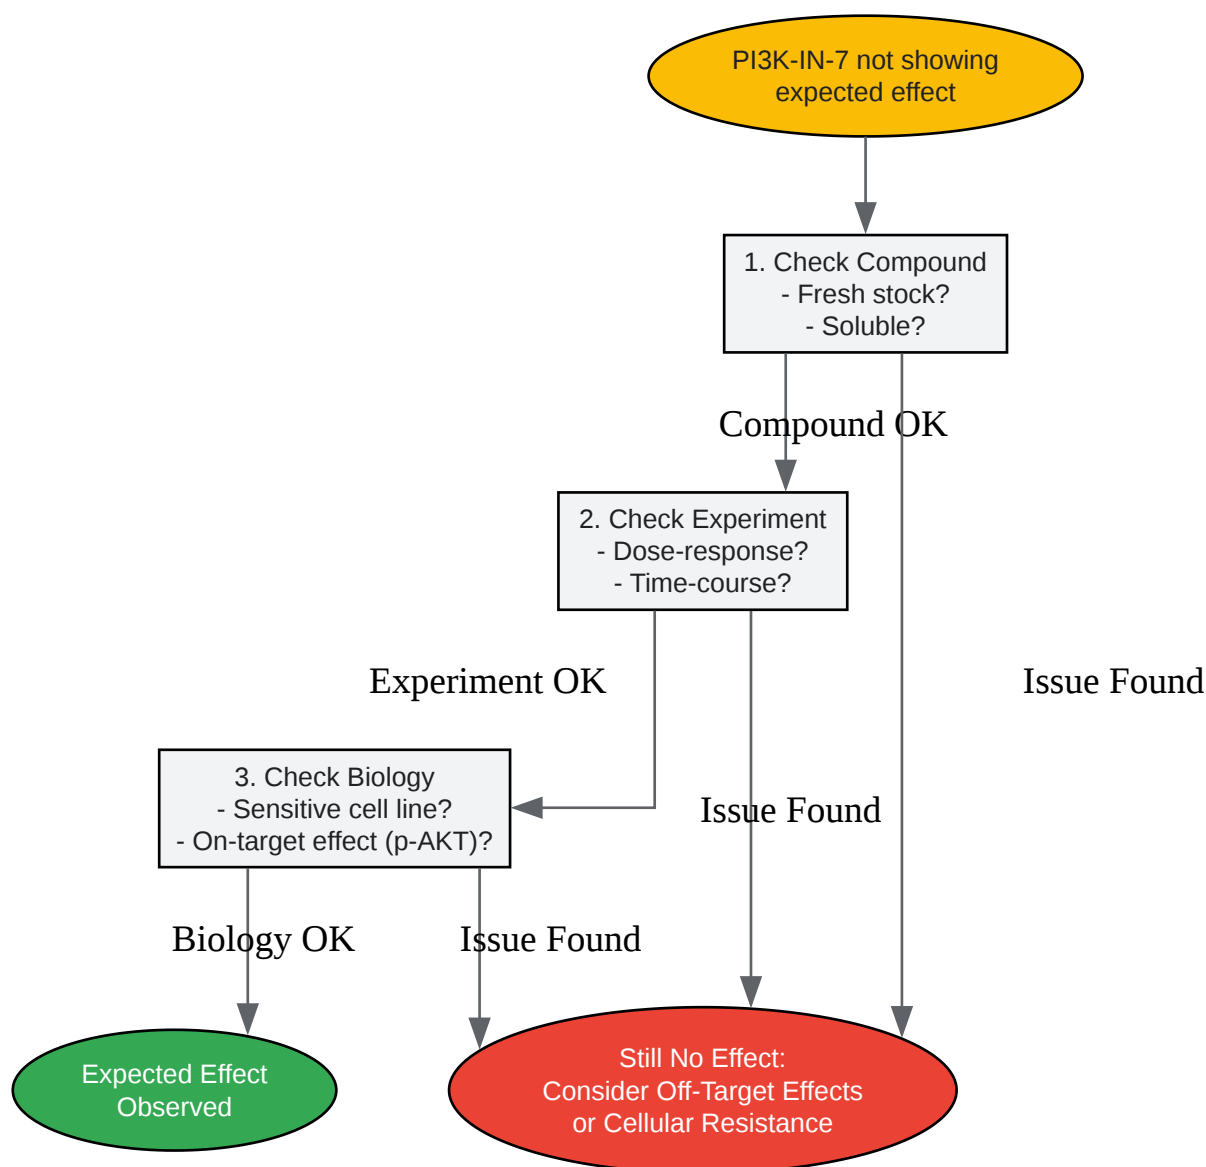 PI3K-IN-7 not showing
expected effect
1. Check Compound
- Fresh stock?
- Soluble?
Compound OK
2. Check Experiment
- Dose-response?
- Time-course?
Experiment OK
Issue Found
3. Check Biology
- Sensitive cell line?
- On-target effect (p-AKT)?
Issue Found
Biology OK
Issue Found
Expected Effect
Observed
Still No Effect:
Consider Off-Target Effects
or Cellular Resistance